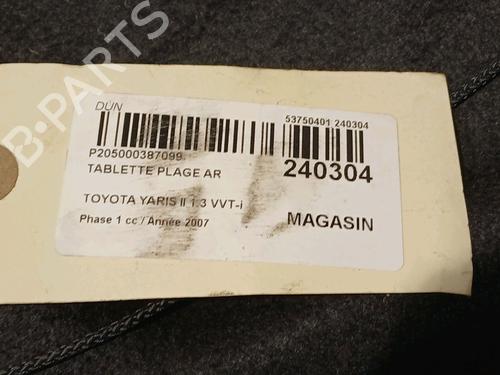 DUN
53750401 240304
P205000387099
TABLETTE PLAGE AR
240304
TOYOTA YARIS II 1.3 VVT-i
MAGASIN
Phase 1 cc / Année 2007
B-PARTS